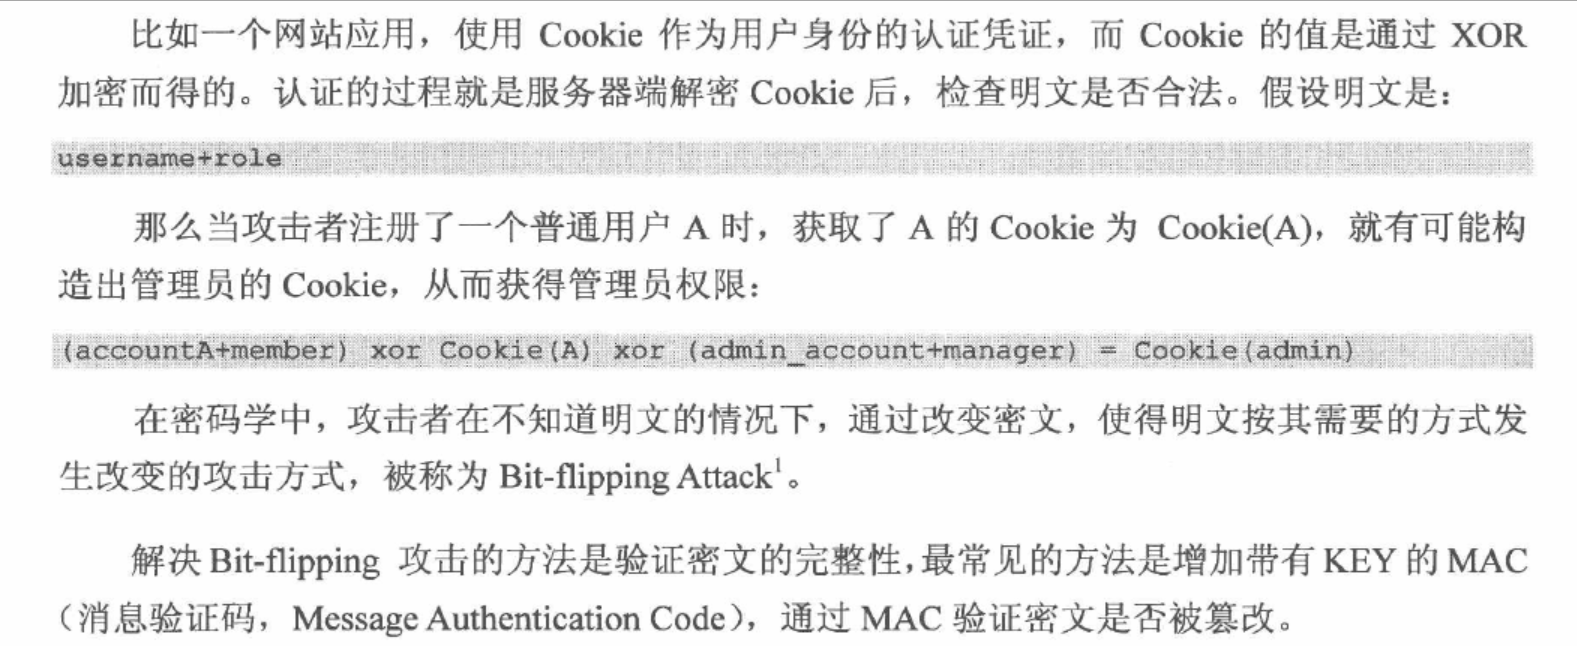 比如一个网站应用，使用 Cookie 作为用户身份的认证凭证，而 Cookie 的值是通过 XOR
加密而得的。认证的过程就是服务器端解密 Cookie 后，检查明文是否合法。假设明文是：
username+role
那么当攻击者注册了一个普通用户 A 时，获取了 A 的 Cookie 为 Cookie(A)，就有可能构
造出管理员的 Cookie，从而获得管理员权限：
(accountA+member) xor Cookie(A) xor (admin_account+manager) = Cookie(admin)
在密码学中，攻击者在不知道明文的情况下，通过改变密文，使得明文按其需要的方式发
生改变的攻击方式，被称为 Bit-flipping Attack¹。
解决 Bit-flipping 攻击的方法是验证密文的完整性，最常见的方法是增加带有 KEY 的 MAC
（消息验证码，Message Authentication Code），通过 MAC 验证密文是否被篡改。